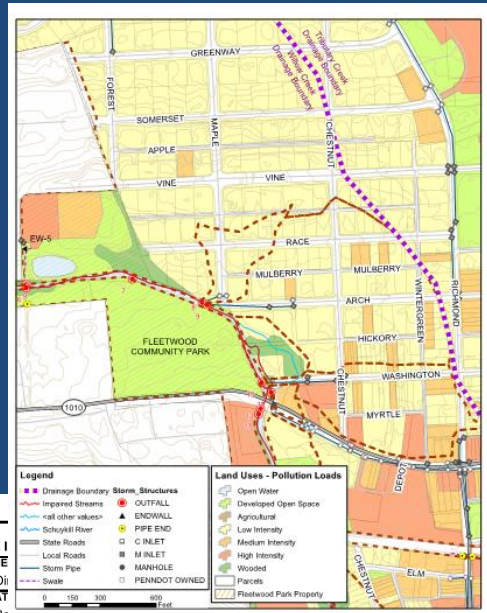 GREENWAY
Tributary Creek
Drainage Boundary
Willow Creek
Drainage Boundary
FOREST
SOMERSET
MAPLE
CHESTNUT
APPLE
VINE
VINE
EW-5
RACE
MULBERRY
MULBERRY
ARCH
WINTERGREEN
RICHMOND
FLEETWOOD
COMMUNITY PARK
HICKORY
WASHINGTON
CHESTNUT
1010
MYRTLE
DEPOT
ELM
CHESTNUT
Legend
Drainage Boundary
Impaired Streams
<all other values>
Schuylkill River
State Roads
Local Roads
Storm Pipe
Swale
Storm_Structures
OUTFALL
ENDWALL
PIPE END
C INLET
M INLET
MANHOLE
PENNDOT OWNED
Land Uses - Pollution Loads
Open Water
Developed Open Space
Agricultural
Low Intensity
Medium Intensity
High Intensity
Wooded
Parcels
Fleetwood Park Property
0 150 300 600
Feet